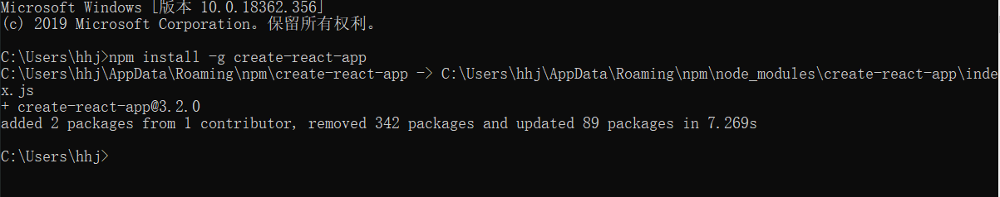 Microsoft Windows [版本 10.0.18362.356]
(c) 2019 Microsoft Corporation。保留所有权利。
C:\Users\hhj>npm install -g create-react-app
C:\Users\hhj\AppData\Roaming\npm\create-react-app -> C:\Users\hhj\AppData\Roaming\npm\node_modules\create-react-app\inde
x.js
+ create-react-app@3.2.0
added 2 packages from 1 contributor, removed 342 packages and updated 89 packages in 7.269s
C:\Users\hhj>